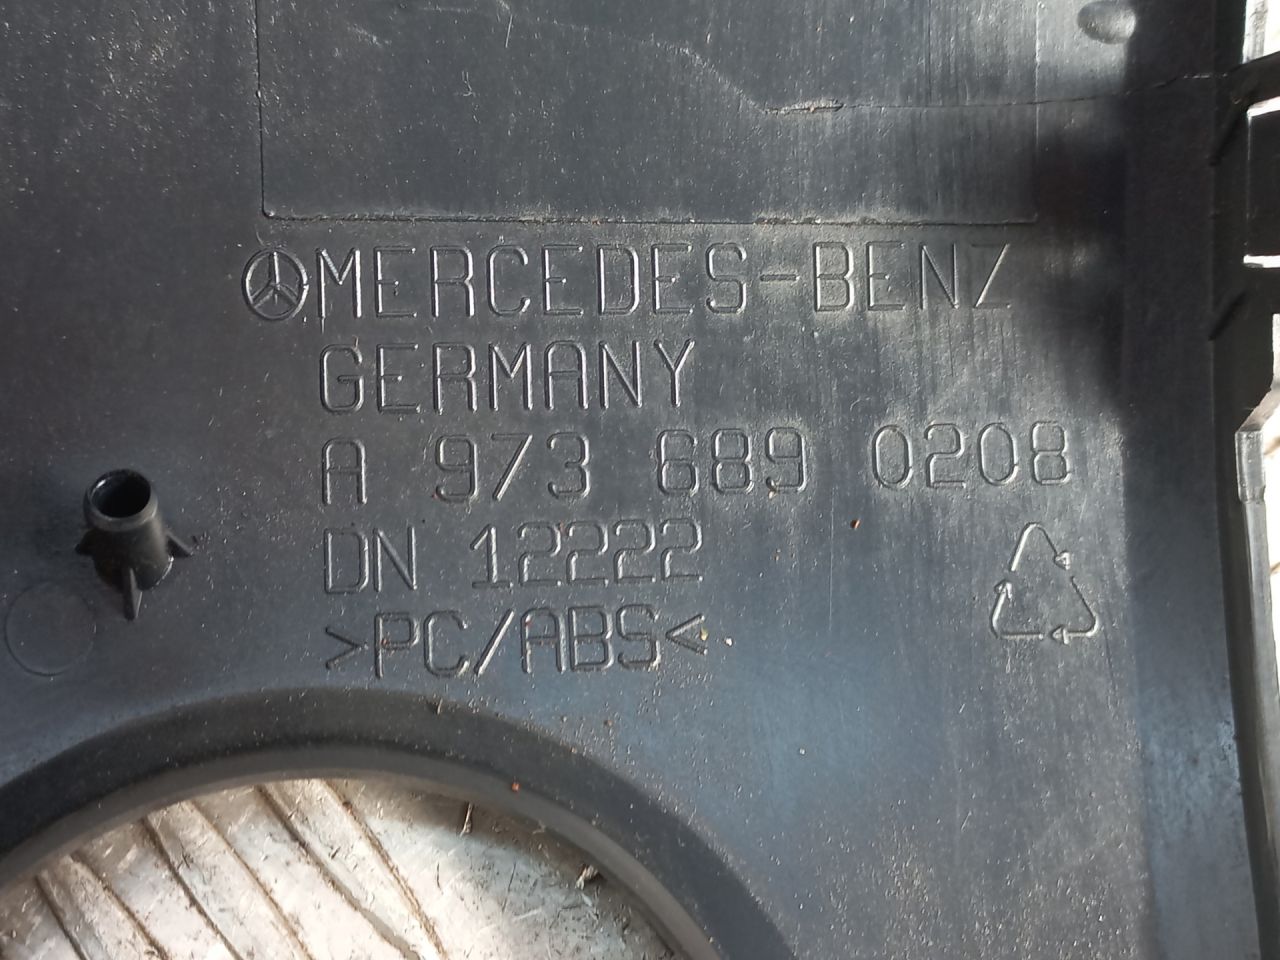 MERCEDES-BENZ
GERMANY
A 973 689 0208
DN 12222
>PC/ABS<